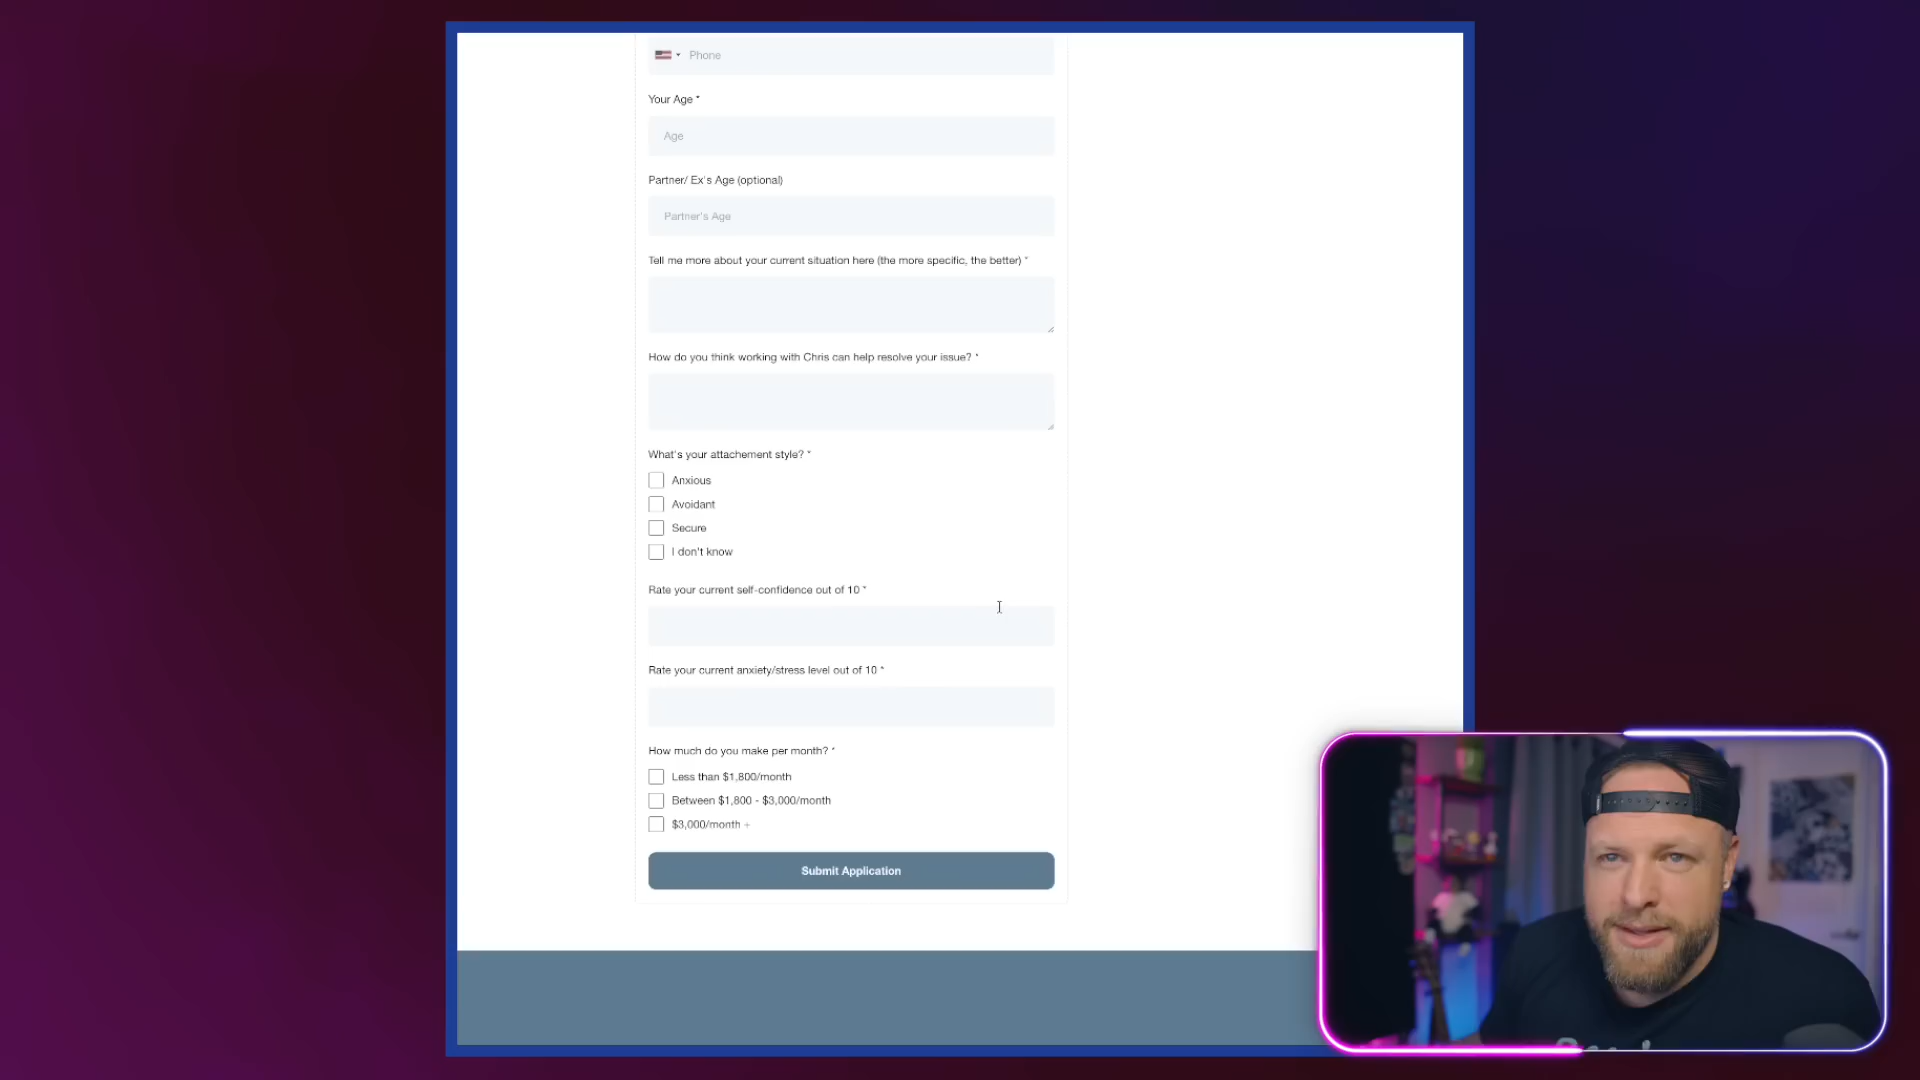 Phone
Your Age *
Age
Partner/ Ex's Age (optional)
Partner's Age
Tell me more about your current situation here (the more specific, the better) *
How do you think working with Chris can help resolve your issue? *
What's your attachement style? *
Anxious
Avoidant
Secure
I don't know
Rate your current self-confidence out of 10 *
Rate your current anxiety/stress level out of 10 *
How much do you make per month? *
Less than $1,800/month
Between $1,800 - $3,000/month
$3,000/month +
Submit Application